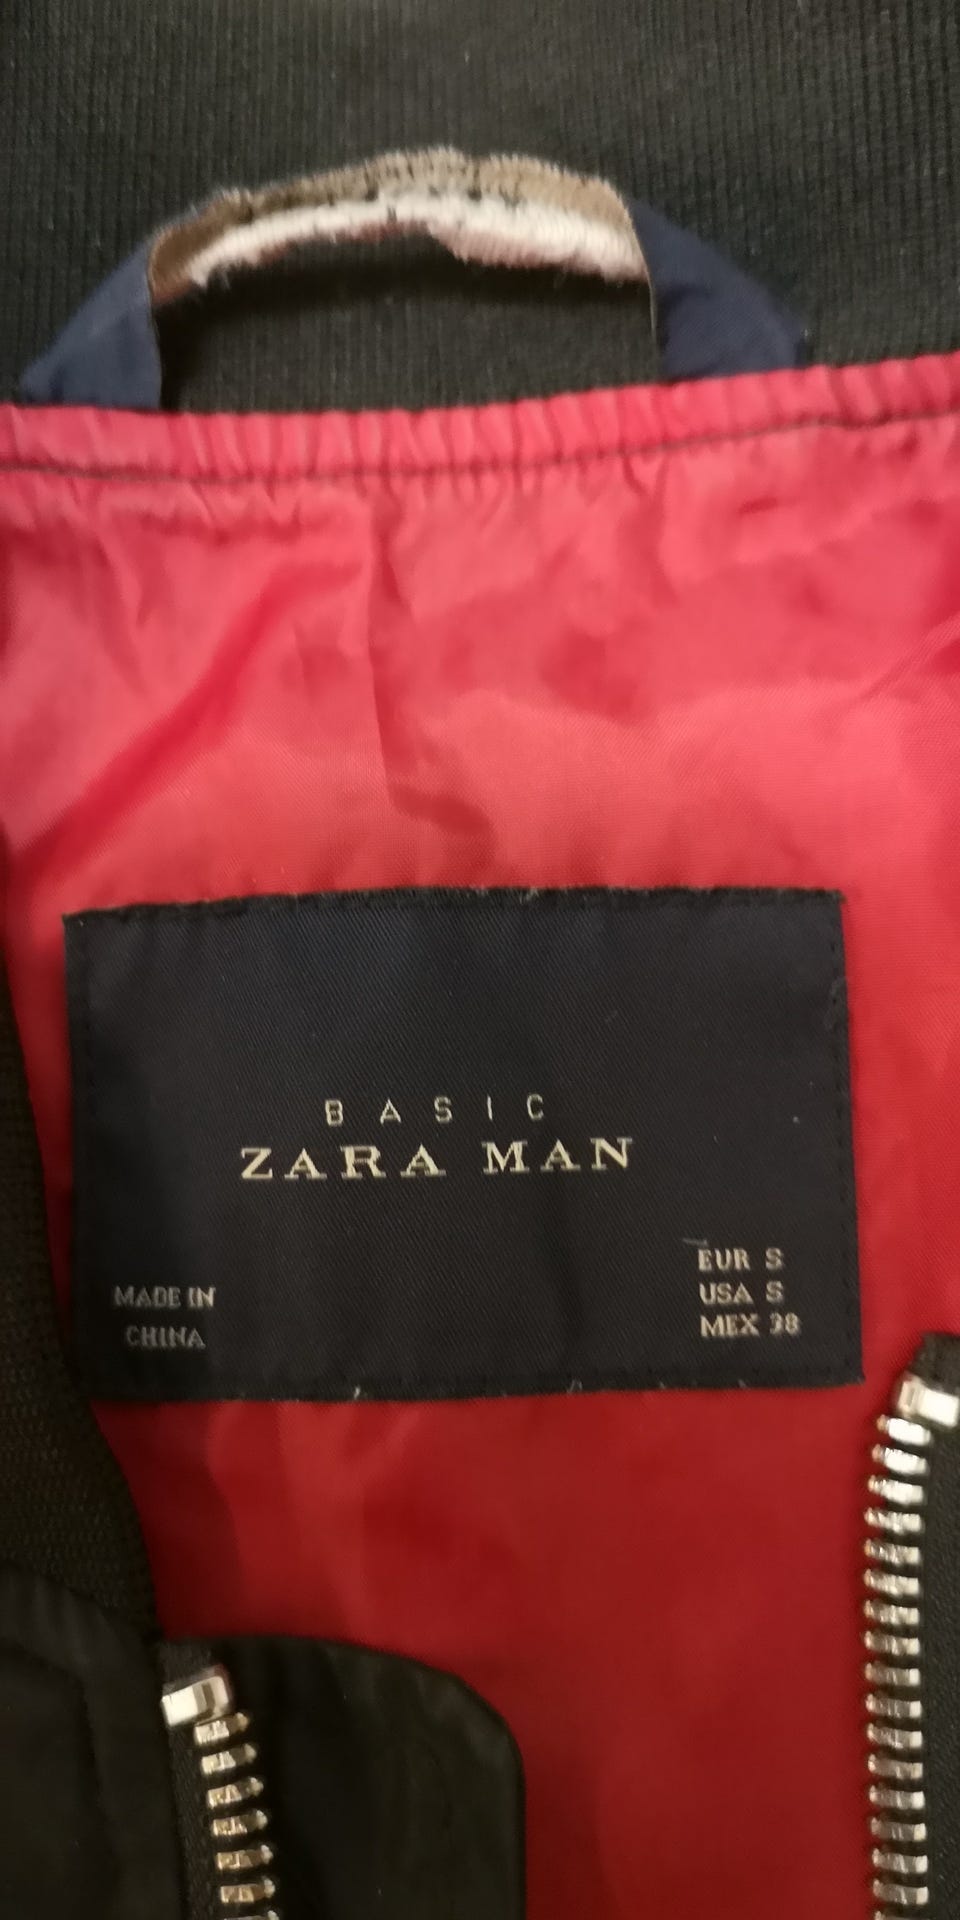 BASIC
ZARA MAN
MADE IN
CHINA
EUR S
USA S
MEX 38